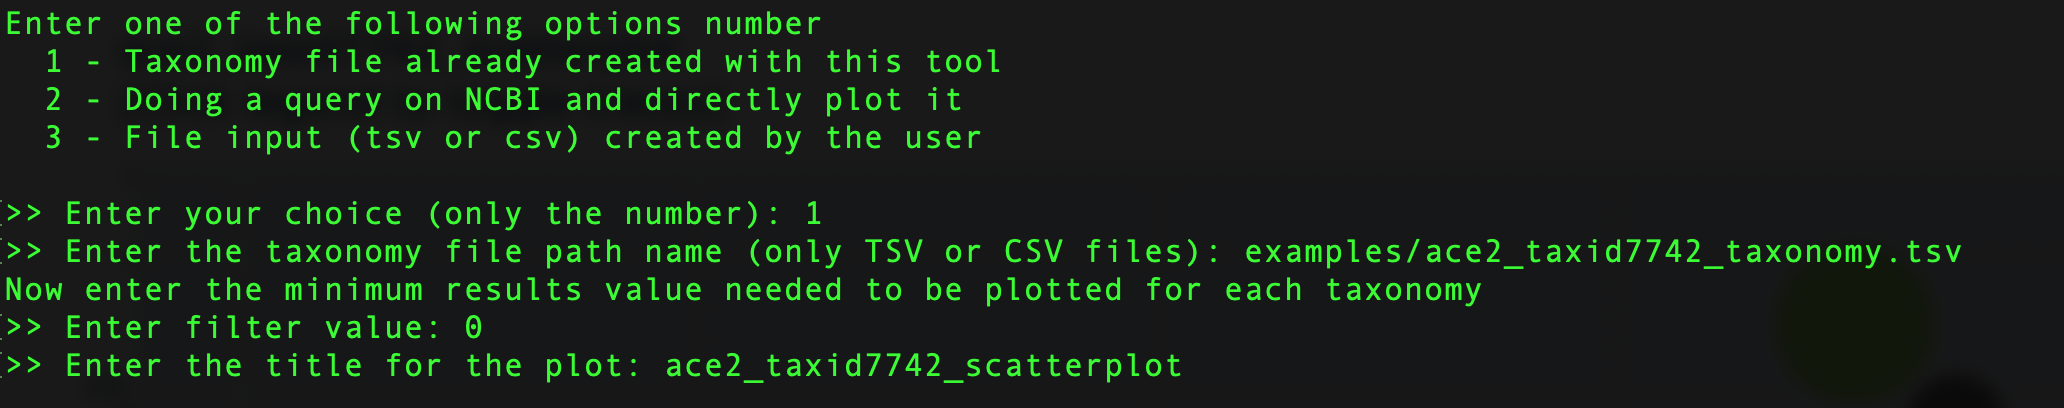 Enter one of the following options number
  1 - Taxonomy file already created with this tool
  2 - Doing a query on NCBI and directly plot it
  3 - File input (tsv or csv) created by the user
>> Enter your choice (only the number): 1
>> Enter the taxonomy file path name (only TSV or CSV files): examples/ace2_taxid7742_taxonomy.tsv
Now enter the minimum results value needed to be plotted for each taxonomy
>> Enter filter value: 0
>> Enter the title for the plot: ace2_taxid7742_scatterplot